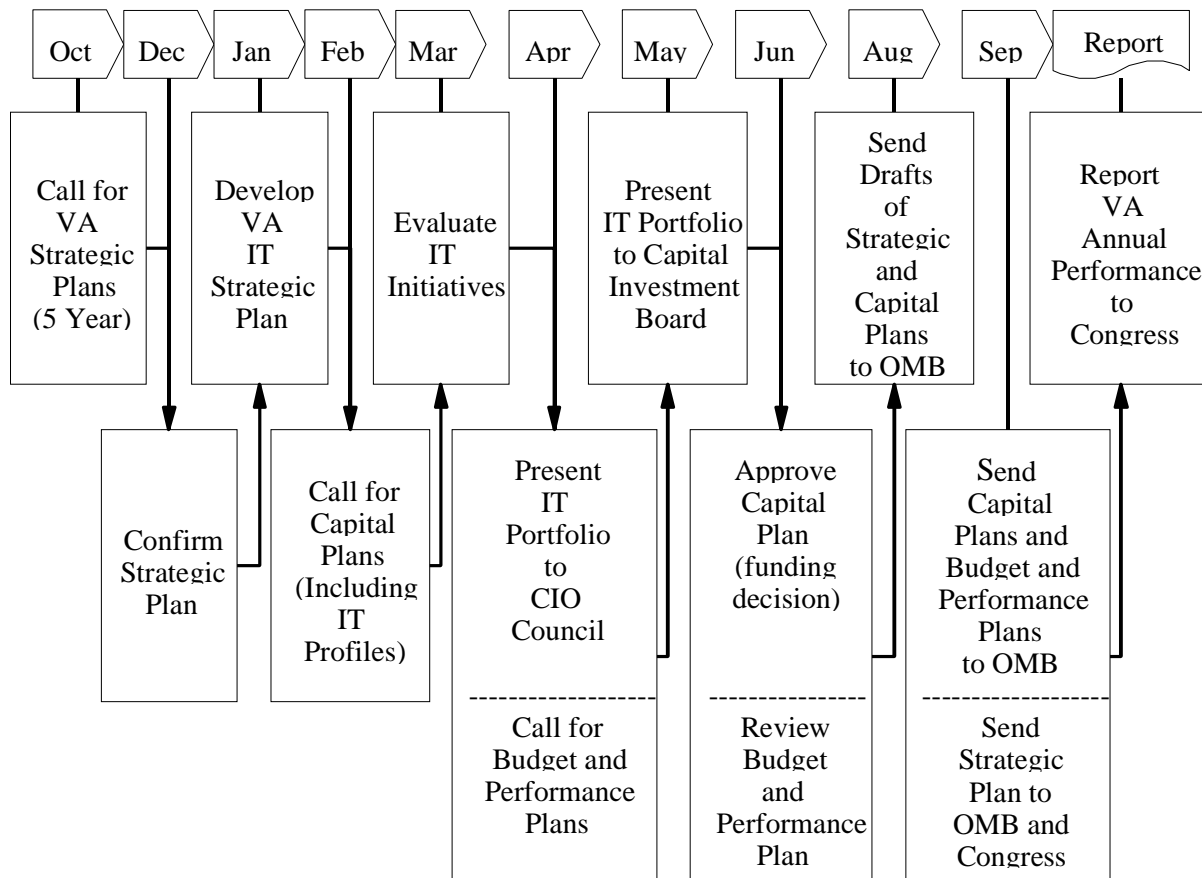 Oct
Dec
Jan
Feb
Mar
Apr
May
Jun
Aug
Sep
Report
Call for
VA
Strategic
Plans
(5 Year)
Develop
VA
IT
Strategic
Plan
Evaluate
IT
Initiatives
Present
IT Portfolio
to Capital
Investment
Board
Send
Drafts
of
Strategic
and
Capital
Plans
to OMB
Report
VA
Annual
Performance
to
Congress
Confirm
Strategic
Plan
Call for
Capital
Plans
(Including
IT
Profiles)
Present
IT
Portfolio
to
CIO
Council
Call for
Budget and
Performance
Plans
Approve
Capital
Plan
(funding
decision)
Review
Budget
and
Performance
Plan
Send
Capital
Plans and
Budget and
Performance
Plans
to OMB
Send
Strategic
Plan to
OMB and
Congress